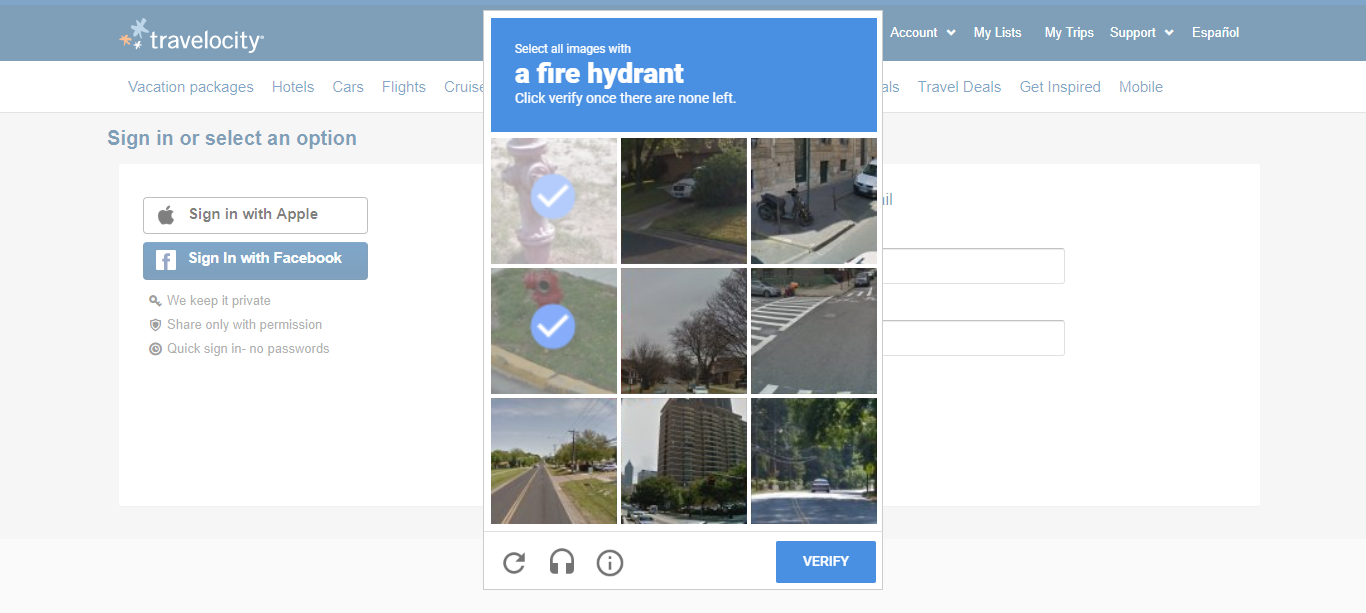 travelocity
Account
My Lists
My Trips
Support
Español
Vacation packages
Hotels
Cars
Flights
Cruise
als
Travel Deals
Get Inspired
Mobile
Sign in or select an option
Sign in with Apple
Sign In with Facebook
We keep it private
Share only with permission
Quick sign in- no passwords
ail
Select all images with
a fire hydrant
Click verify once there are none left.
VERIFY